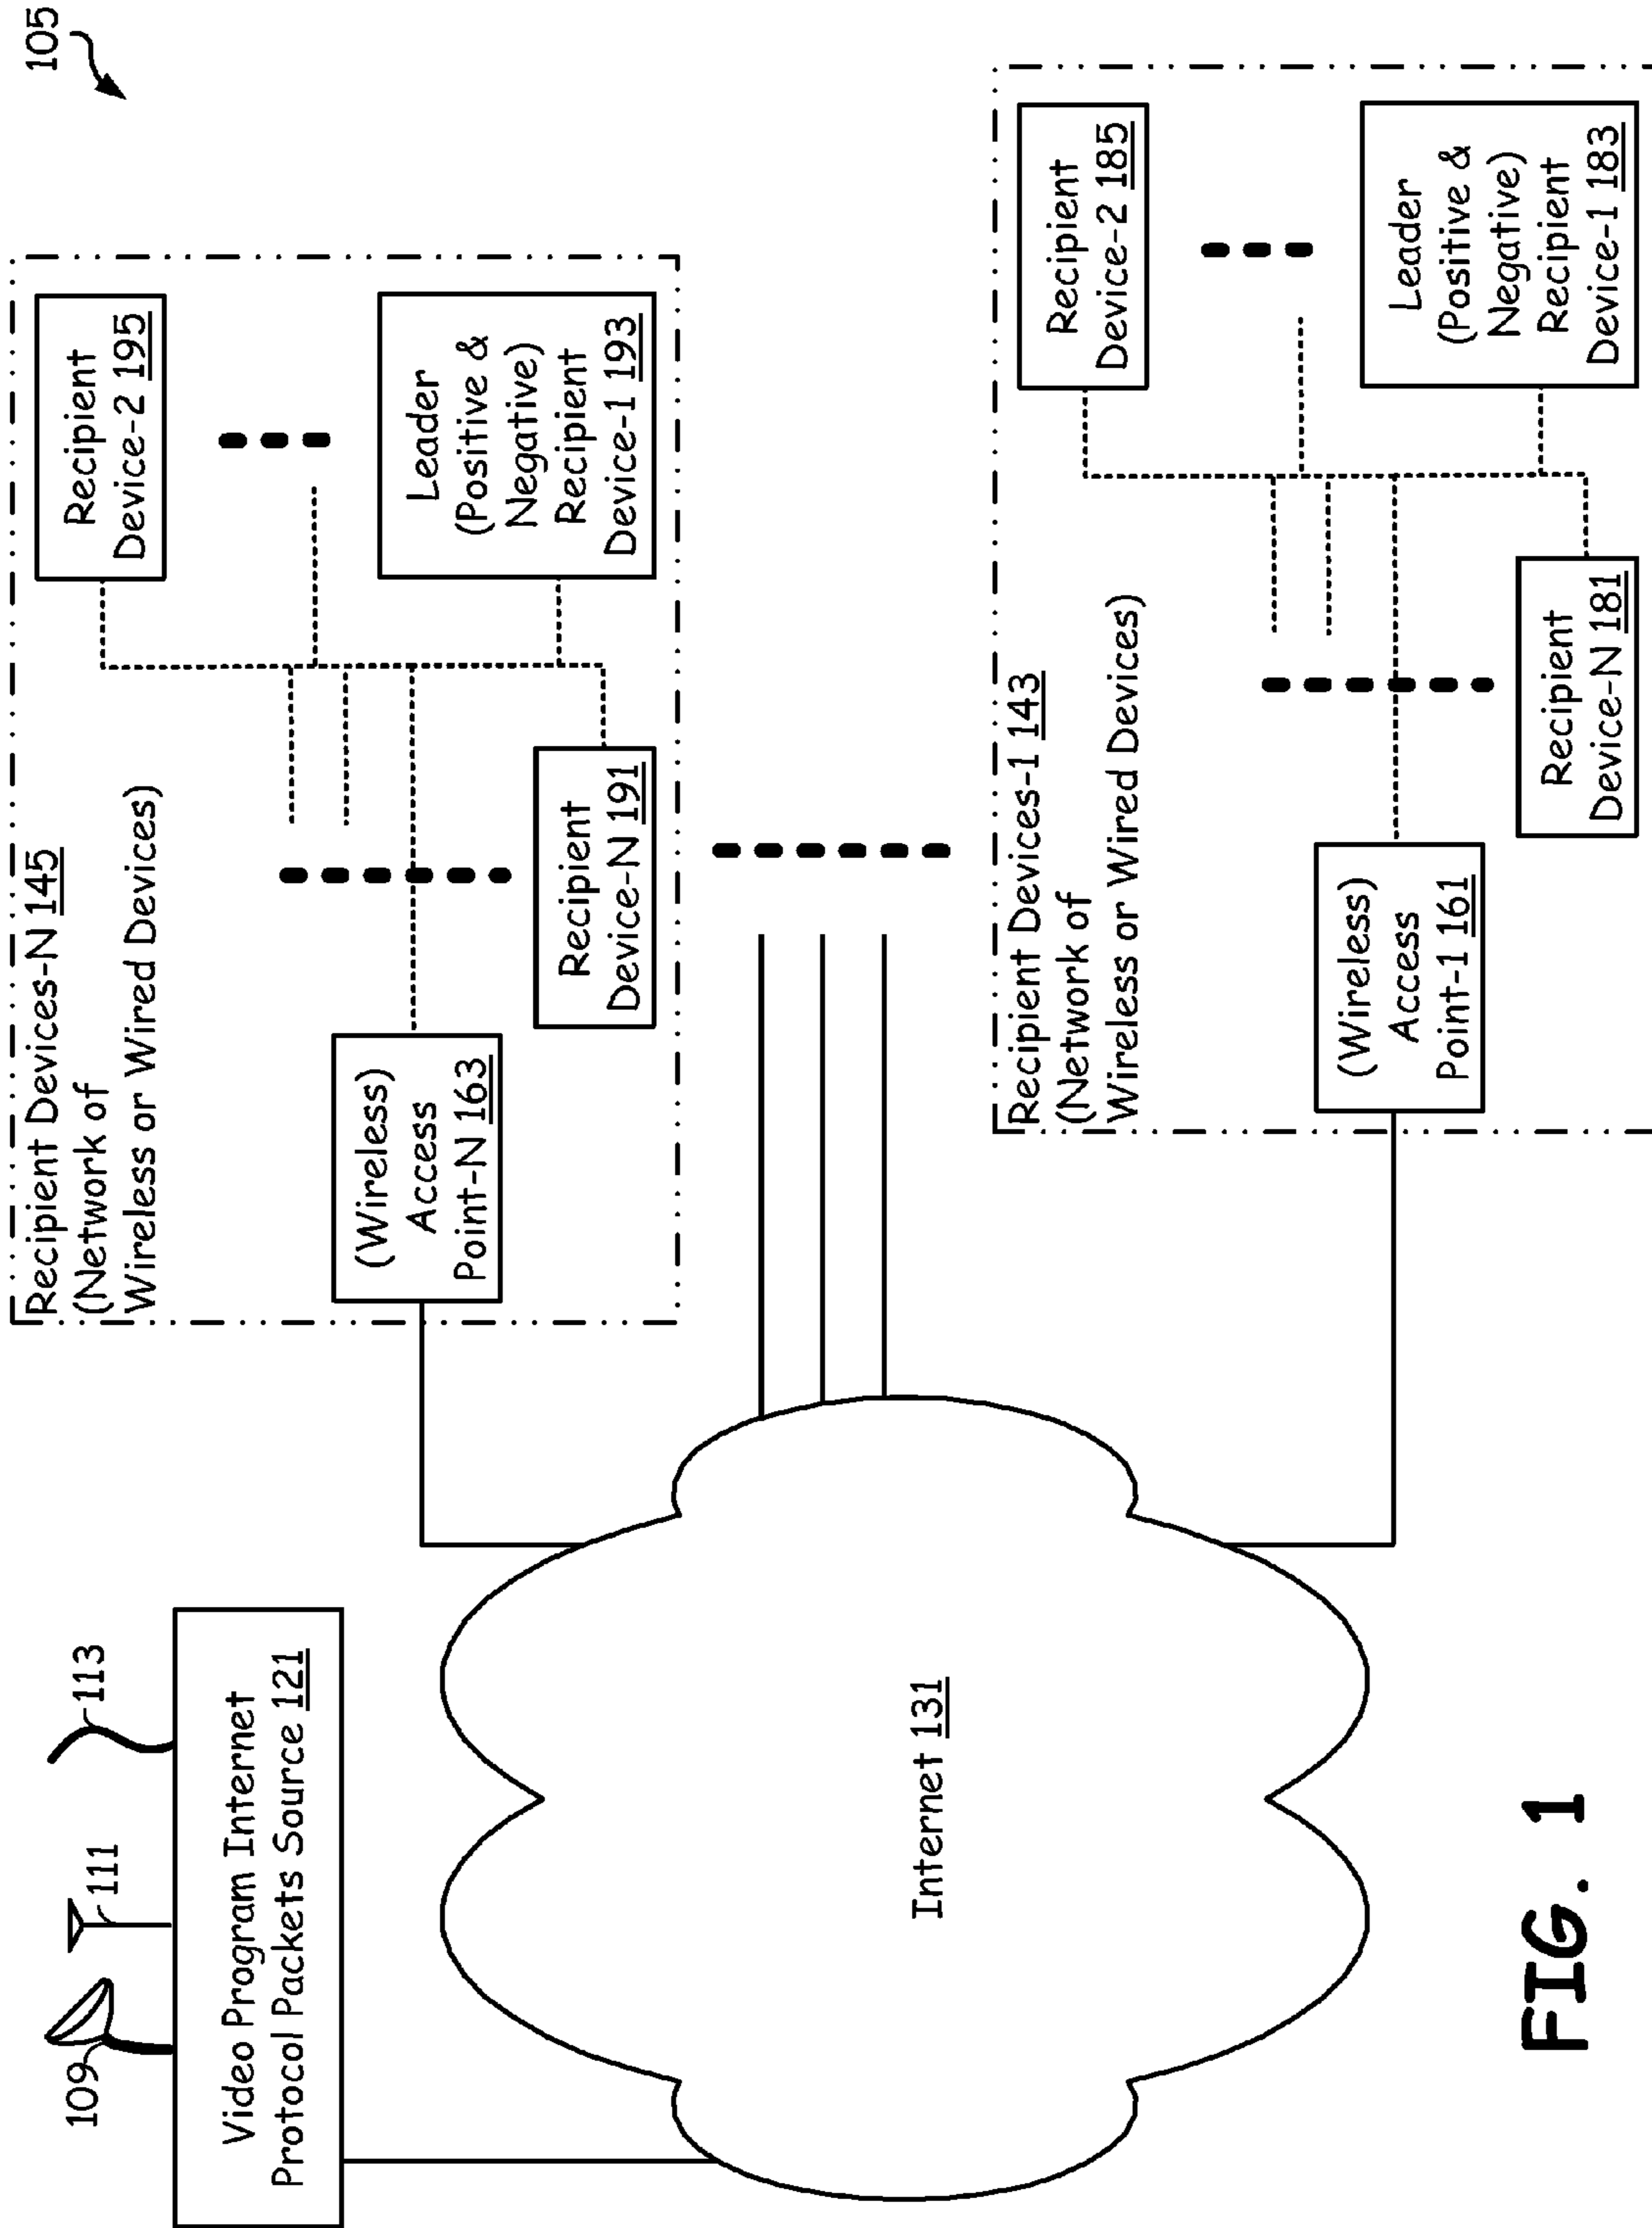 105
109
111
113
Video Program Internet
Protocol Packets Source 121
Internet 131
Recipient Devices-N 145
(Network of
Wireless or Wired Devices)
(Wireless)
Access
Point-N 163
Recipient
Device-N 191
Recipient
Device-2 195
Leader
(Positive &
Negative)
Recipient
Device-1 193
Recipient Devices-1 143
(Network of
Wireless or Wired Devices)
(Wireless)
Access
Point-1 161
Recipient
Device-N 181
Recipient
Device-2 185
Leader
(Positive &
Negative)
Recipient
Device-1 183
FIG. 1